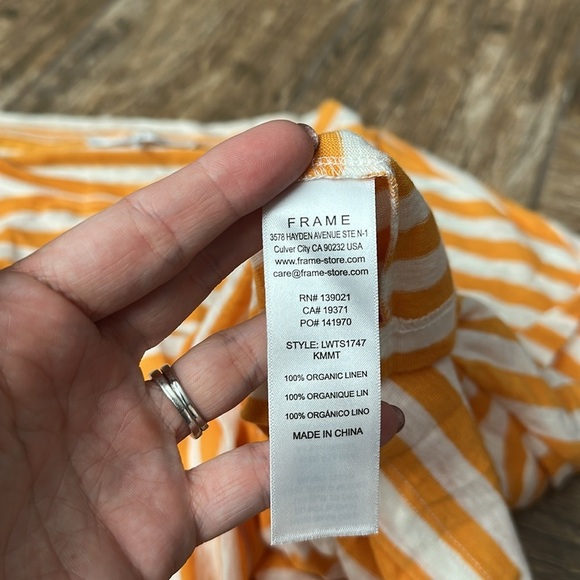 FRAME
3578 HAYDEN AVENUE STE N-1
Culver City CA 90232 USA
www.frame-store.com
care@frame-store.com
RN# 139021
CA# 19371
PO# 141970
STYLE: LWTS1747
KMMT
100% ORGANIC LINEN
100% ORGANIQUE LIN
100% ORGÁNICO LINO
MADE IN CHINA